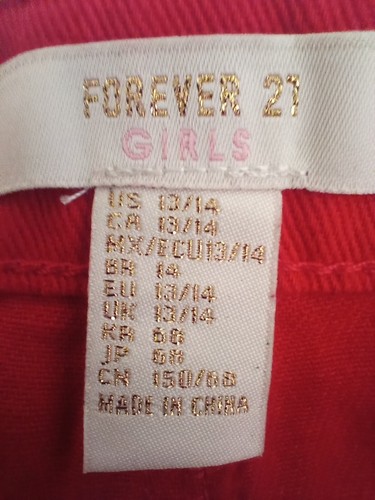 FOREVER 21
GIRLS
US 13/14
CA 13/14
MX/ECU13/14
BR 14
EU 13/14
UK 13/14
KR 68
JP 68
CN 150/68
MADE IN CHINA